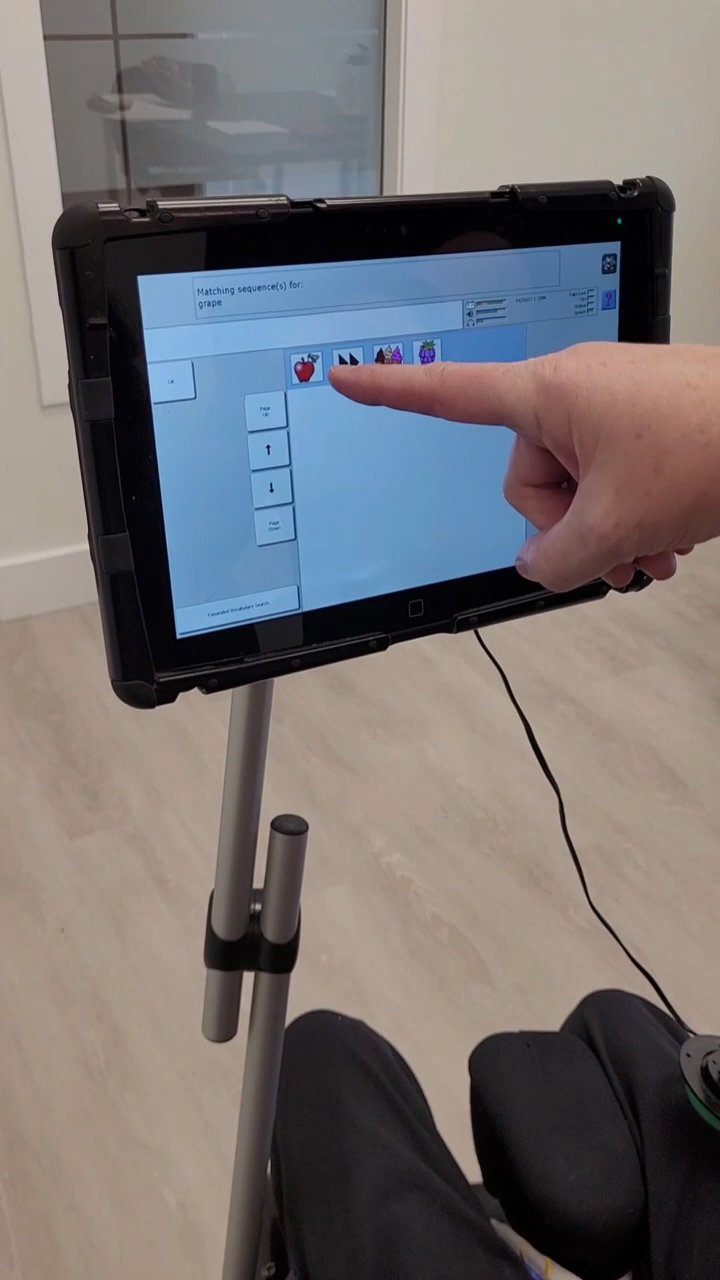 Matching sequence(s) for:
grape
?
OK
Page
Up
↑
↓
Page
Down
Expanded Vocabulary Search